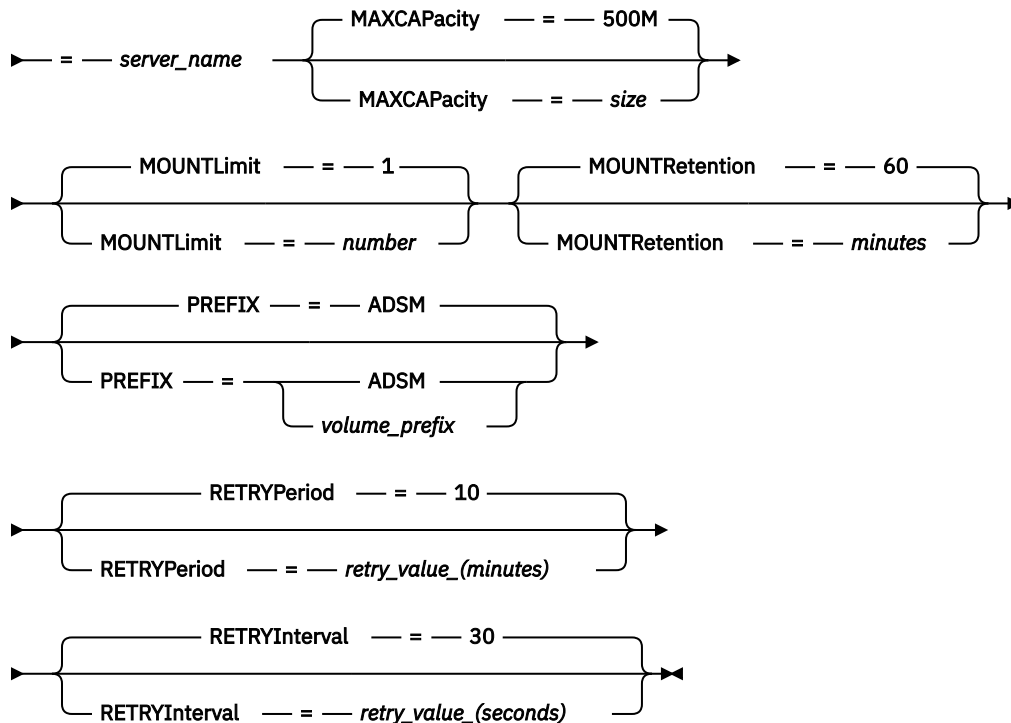 MAXCAPacity = 500M
= server_name
MAXCAPacity = size
MOUNTLimit = 1 MOUNTRetention = 60
MOUNTLimit = number MOUNTRetention = minutes
PREFIX = ADSM
PREFIX = ADSM
volume_prefix
RETRYPeriod = 10
RETRYPeriod = retry_value_(minutes)
RETRYInterval = 30
RETRYInterval = retry_value_(seconds)